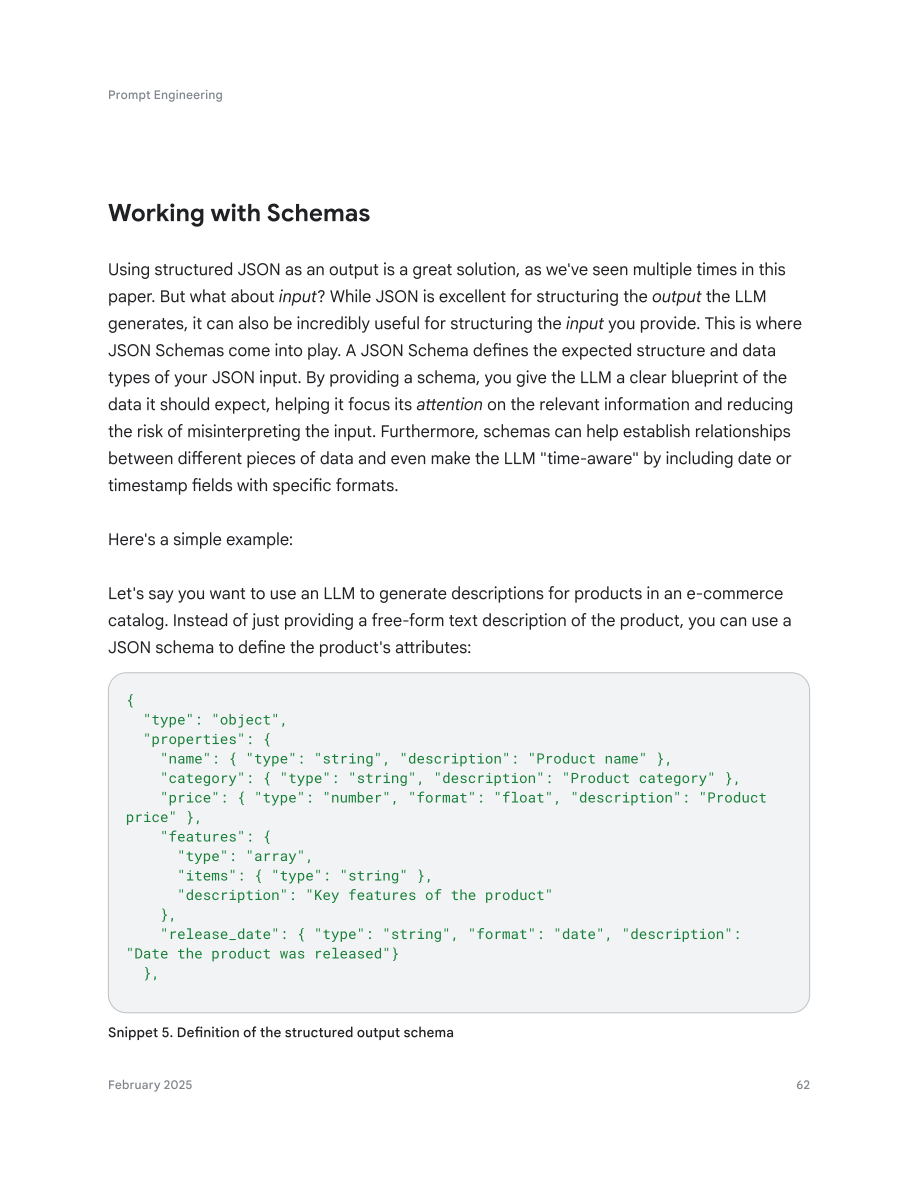 Prompt Engineering
Working with Schemas
Using structured JSON as an output is a great solution, as we've seen multiple times in this
paper. But what about input? While JSON is excellent for structuring the output the LLM
generates, it can also be incredibly useful for structuring the input you provide. This is where
JSON Schemas come into play. A JSON Schema defines the expected structure and data
types of your JSON input. By providing a schema, you give the LLM a clear blueprint of the
data it should expect, helping it focus its attention on the relevant information and reducing
the risk of misinterpreting the input. Furthermore, schemas can help establish relationships
between different pieces of data and even make the LLM "time-aware" by including date or
timestamp fields with specific formats.
Here's a simple example:
Let's say you want to use an LLM to generate descriptions for products in an e-commerce
catalog. Instead of just providing a free-form text description of the product, you can use a
JSON schema to define the product's attributes:
{
  "type": "object",
  "properties": {
    "name": { "type": "string", "description": "Product name" },
    "category": { "type": "string", "description": "Product category" },
    "price": { "type": "number", "format": "float", "description": "Product
price" },
    "features": {
      "type": "array",
      "items": { "type": "string" },
      "description": "Key features of the product"
    },
    "release_date": { "type": "string", "format": "date", "description":
"Date the product was released"}
  },
Snippet 5. Definition of the structured output schema
February 2025
62